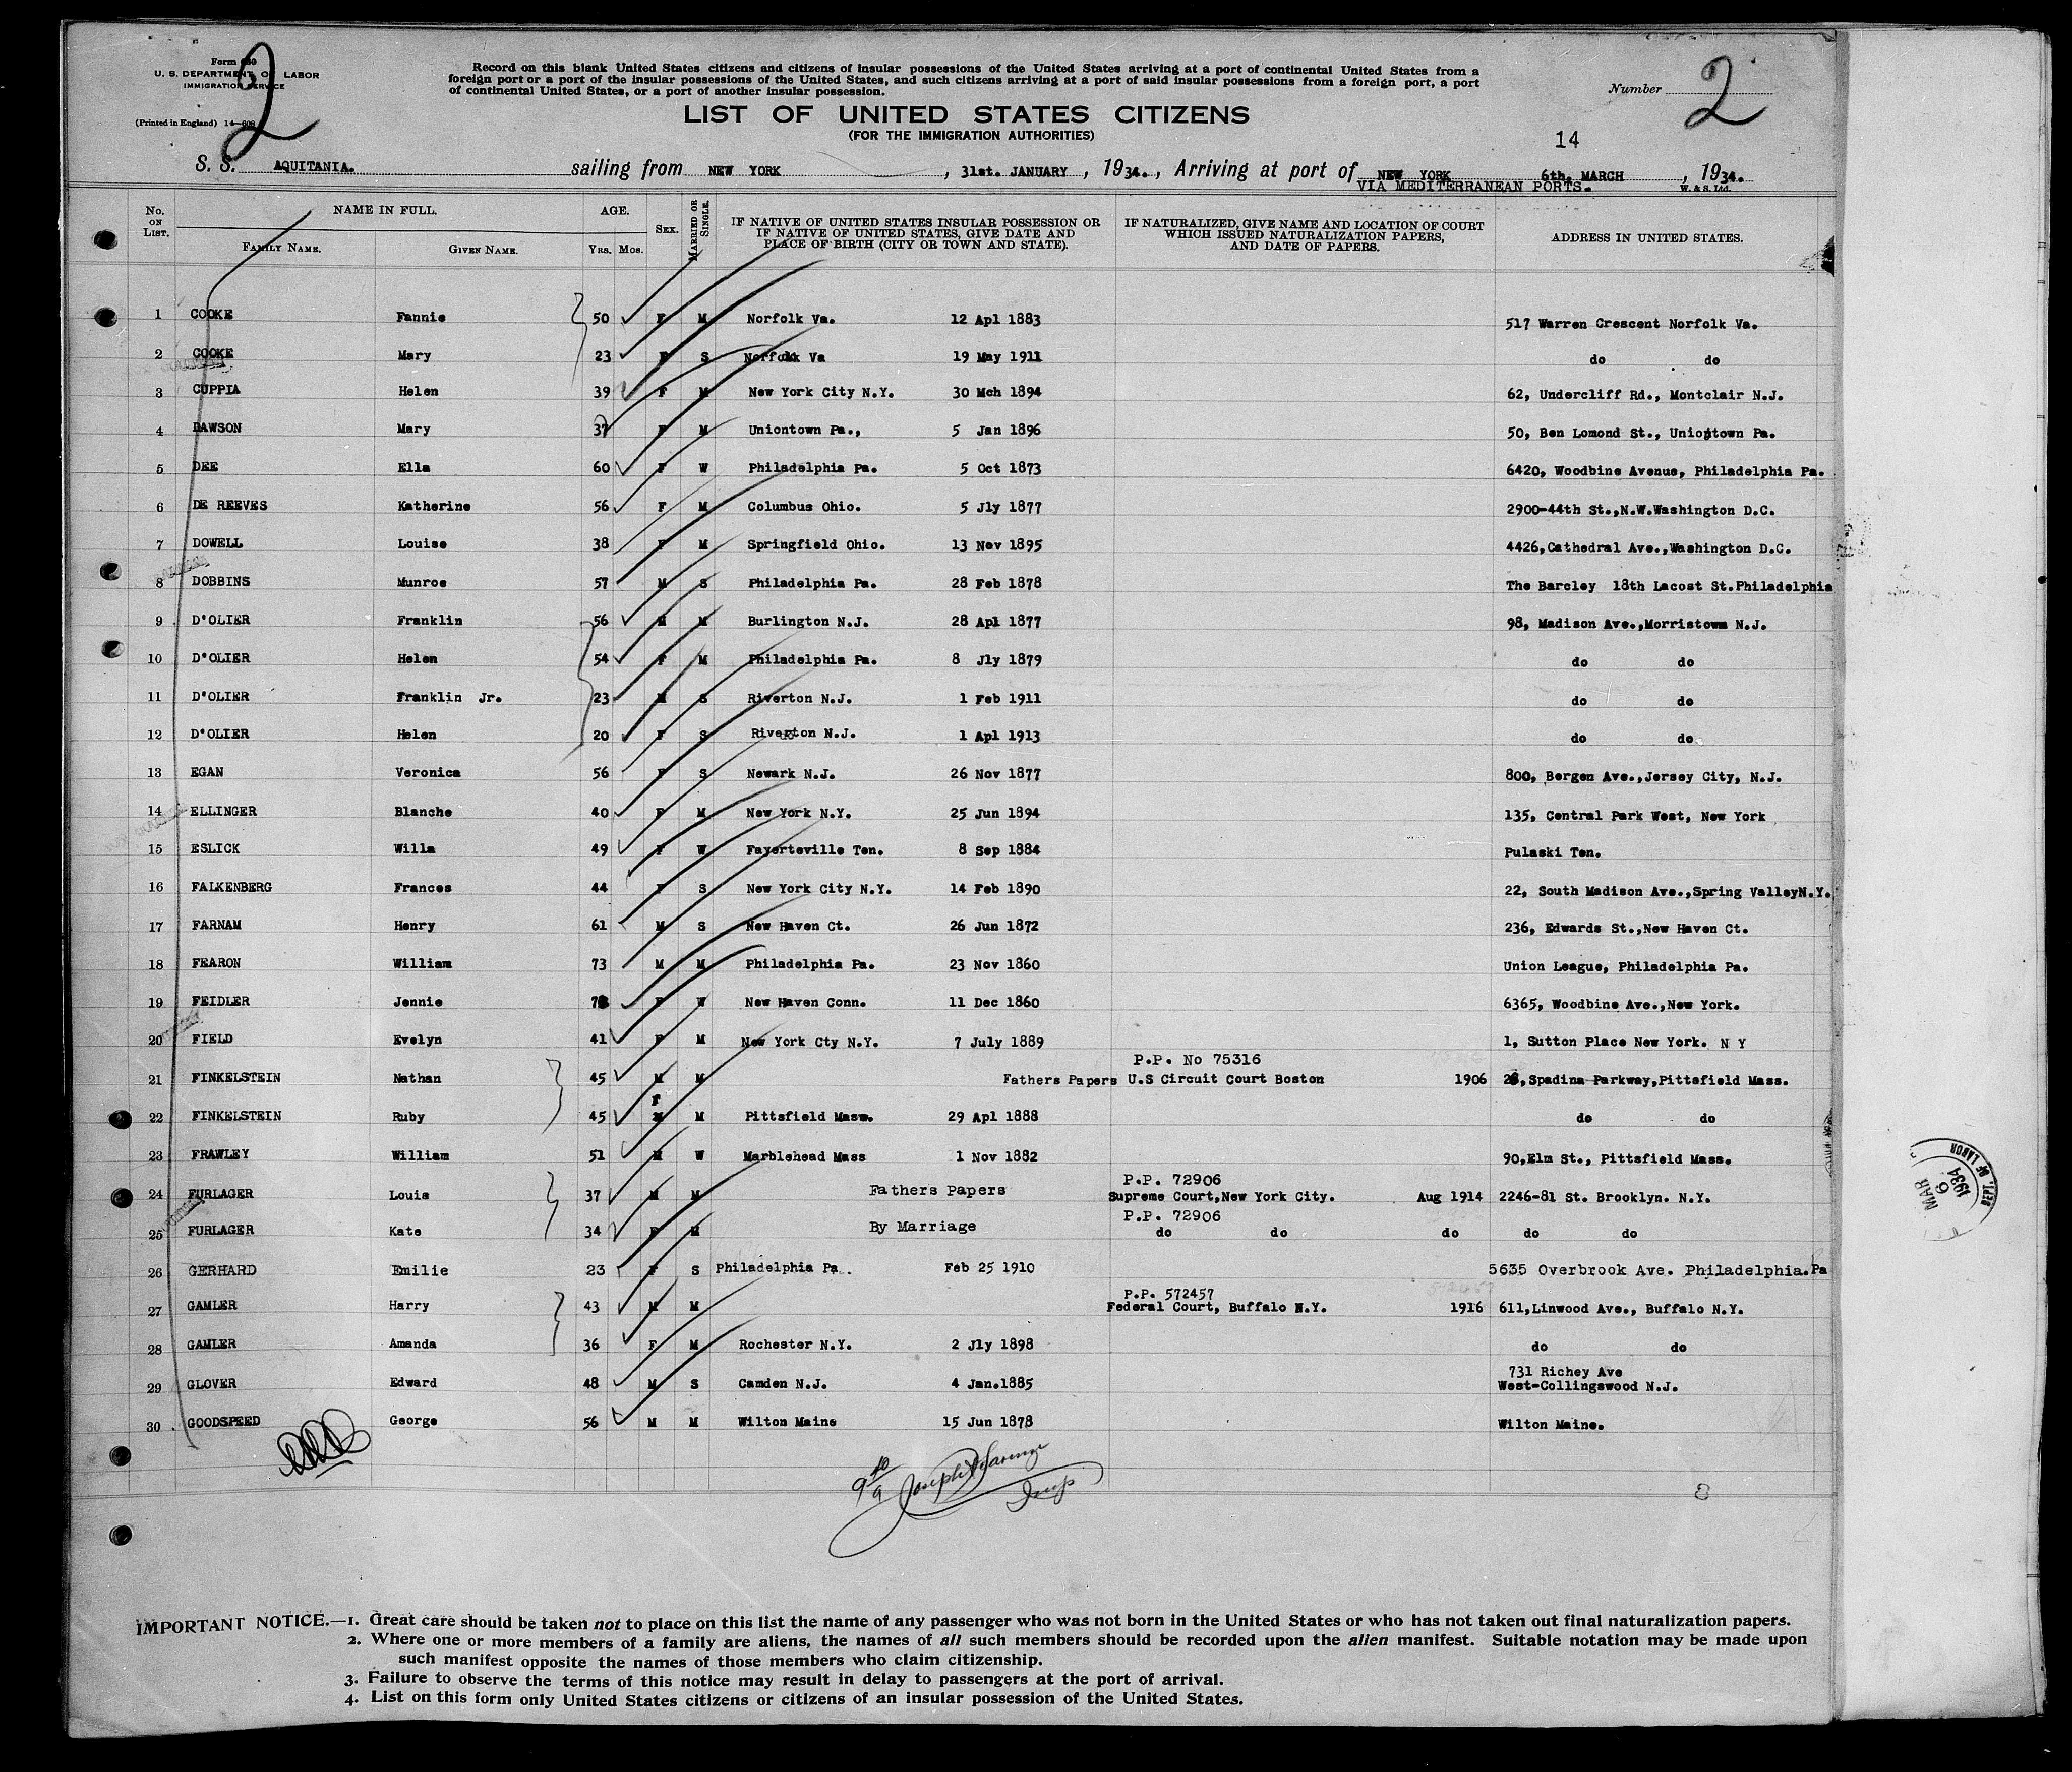 2
2
Form 630
U. S. DEPARTMENT OF LABOR
IMMIGRATION SERVICE
(Printed in England) 14—608
Record on this blank United States citizens and citizens of insular possessions of the United States arriving at a port of continental United States from a
foreign port or a port of the insular possessions of the United States, and such citizens arriving at a port of said insular possessions from a foreign port, a port
of continental United States, or a port of another insular possession.
Number
LIST OF UNITED STATES CITIZENS
(FOR THE IMMIGRATION AUTHORITIES)
14
S. S. AQUITANIA. sailing from NEW YORK , 31st. JANUARY , 1934. , Arriving at port of NEW YORK 6th. MARCH , 1934.
VIA MEDITERRANEAN PORTS. W. & S. Ltd.
No. ON LIST. NAME IN FULL. AGE. SEX. MARRIED OR SINGLE. IF NATIVE OF UNITED STATES INSULAR POSSESSION OR IF NATIVE OF UNITED STATES, GIVE DATE AND PLACE OF BIRTH (CITY OR TOWN AND STATE). IF NATURALIZED, GIVE NAME AND LOCATION OF COURT WHICH ISSUED NATURALIZATION PAPERS, AND DATE OF PAPERS. ADDRESS IN UNITED STATES.
FAMILY NAME. GIVEN NAME. YRS. MOS.
1 COOKE Fannie 50 F M Norfolk Va. 12 Apl 1883 517 Warren Crescent Norfolk Va.
2 COOKE Mary 23 F S Norfolk Va 19 May 1911 do do
3 CUPPIA Helen 39 F M New York City N.Y. 30 Mch 1894 62, Undercliff Rd., Montclair N.J.
4 DAWSON Mary 37 F M Uniontown Pa., 5 Jan 1896 50, Ben Lomond St., Uniontown Pa.
5 DEE Ella 60 F W Philadelphia Pa. 5 Oct 1873 6420, Woodbine Avenue, Philadelphia Pa.
6 DE REEVES Katherine 56 F M Columbus Ohio. 5 Jly 1877 2900-44th St.,N.W.Washington D.C.
7 DOWELL Louise 38 F M Springfield Ohio. 13 Nov 1895 4426,Cathedral Ave.,Washington D.C.
8 DOBBINS Munroe 57 M S Philadelphia Pa. 28 Feb 1878 The Barcley 18th Lacost St.Philadelphia
9 D'OLIER Franklin 56 M M Burlington N.J. 28 Apl 1877 98, Madison Ave.,Morristown N.J.
10 D'OLIER Helen 54 F M Philadelphia Pa. 8 Jly 1879 do do
11 D'OLIER Franklin Jr. 23 M S Riverton N.J. 1 Feb 1911 do do
12 D'OLIER Helen 20 F S Riverton N.J. 1 Apl 1913 do do
13 EGAN Veronica 56 F S Newark N.J. 26 Nov 1877 800, Bergen Ave.,Jersey City, N.J.
14 ELLINGER Blanche 40 F M New York N.Y. 25 Jun 1894 135, Central Park West, New York
15 ESLICK Willa 49 F W Fayerteville Ten. 8 Sep 1884 Pulaski Ten.
16 FALKENBERG Frances 44 F S New York City N.Y. 14 Feb 1890 22, South Madison Ave.,Spring ValleyN.Y.
17 FARNAM Henry 61 M S New Haven Ct. 26 Jun 1872 236, Edwards St.,New Haven Ct.
18 FEARON William 73 M M Philadelphia Pa. 23 Nov 1860 Union League, Philadelphia Pa.
19 FEIDLER Jennie F W New Haven Conn. 11 Dec 1860 6365, Woodbine Ave.,New York.
20 FIELD Evelyn 41 F M New York Cty N.Y. 7 July 1889 1, Sutton Place New York. N Y
P.P. No 75316
21 FINKELSTEIN Nathan 45 M M Fathers Papers U.S Circuit Court Boston 1906 28,Spadina Parkway,Pittsfield Mass.
f
22 FINKELSTEIN Ruby 45 M Pittsfield Mass. 29 Apl 1888 do do
23 FRAWLEY William 51 M W Marblehead Mass 1 Nov 1882 90,Elm St., Pittsfield Mass.
P.P. 72906
24 FURLAGER Louis 37 M M Fathers Papers Supreme Court,New York City. Aug 1914 2246-81 St. Brooklyn. N.Y.
P.P. 72906
25 FURLAGER Kate 34 F M By Marriage do do do do do
26 GERHARD Emilie 23 F S Philadelphia Pa. Feb 25 1910 5635 Overbrook Ave. Philadelphia.Pa
P.P. 572457
27 GAMLER Harry 43 M M Federal Court, Buffalo N.Y. 1916 611,Linwood Ave., Buffalo N.Y.
28 GAMLER Amanda 36 F M Rochester N.Y. 2 Jly 1898 do do
731 Richey Ave
29 GLOVER Edward 48 M S Camden N.J. 4 Jan.1885 West-Collingswood N.J.
30 GOODSPEED George 56 M M Wilton Maine 15 Jun 1878 Wilton Maine.
Insp
8
DEPT. OF LABOR
MAR 6 1934
IMPORTANT NOTICE.—1. Great care should be taken not to place on this list the name of any passenger who was not born in the United States or who has not taken out final naturalization papers.
2. Where one or more members of a family are aliens, the names of all such members should be recorded upon the alien manifest. Suitable notation may be made upon
such manifest opposite the names of those members who claim citizenship.
3. Failure to observe the terms of this notice may result in delay to passengers at the port of arrival.
4. List on this form only United States citizens or citizens of an insular possession of the United States.